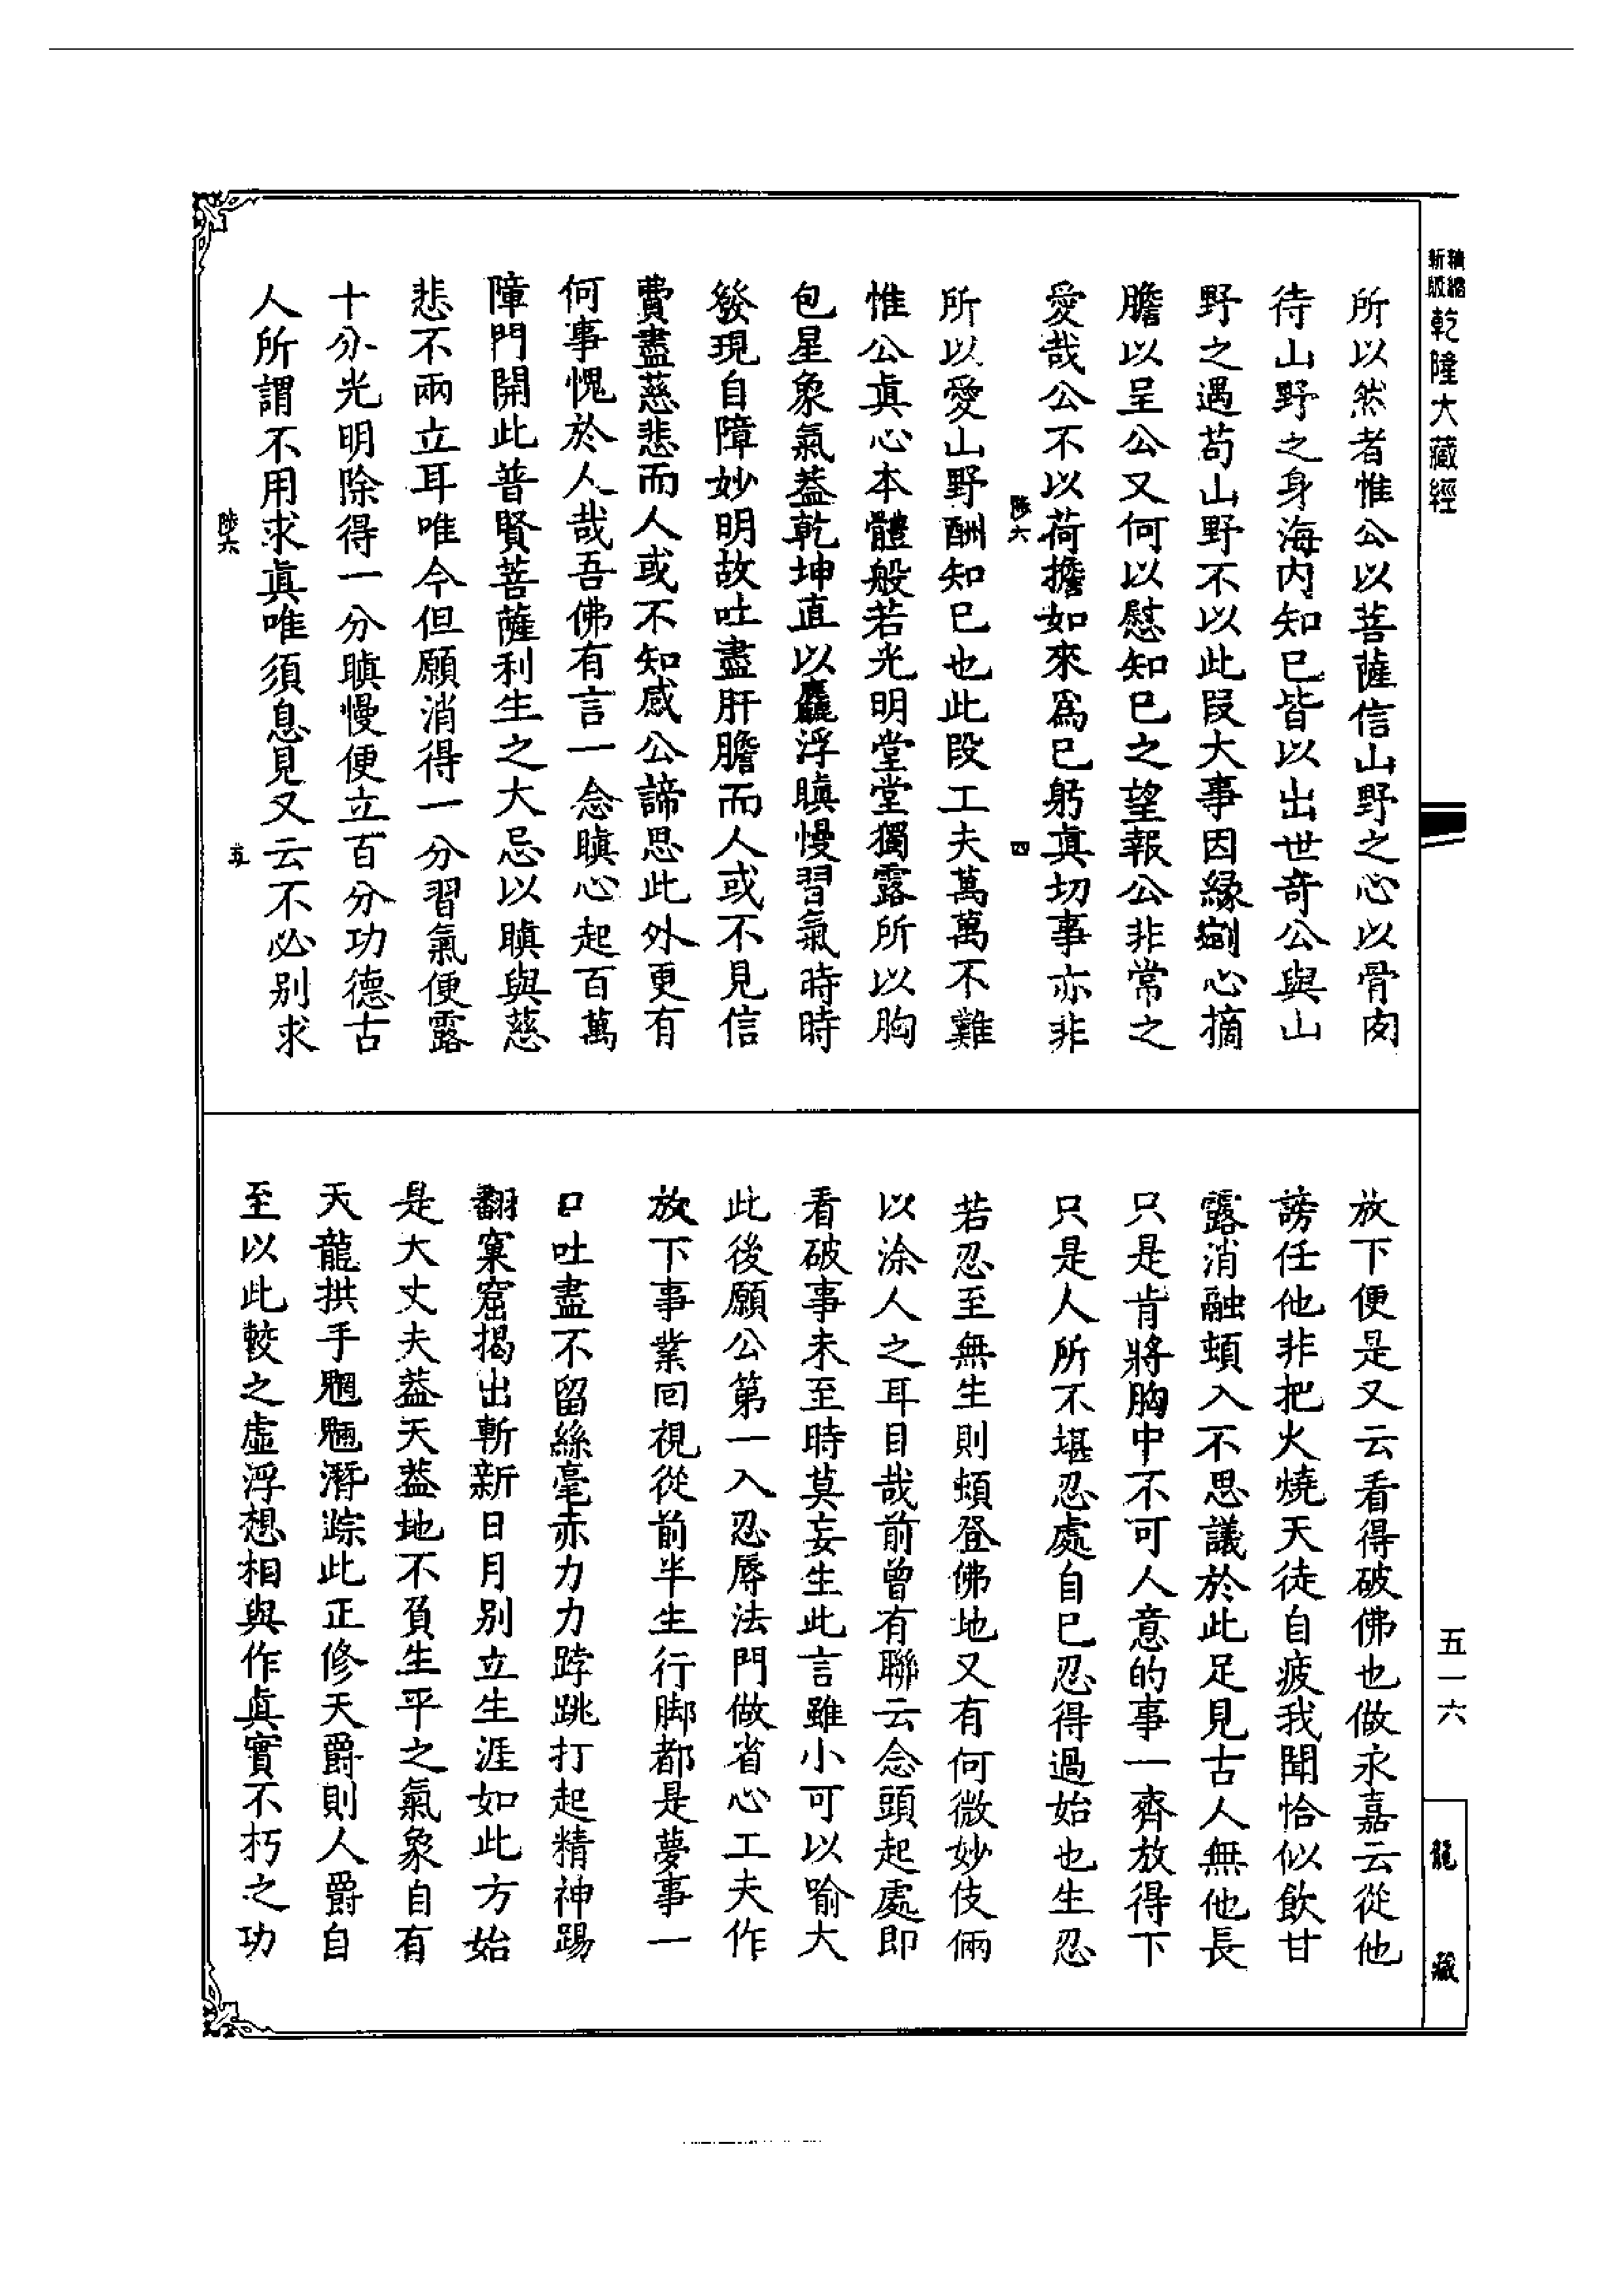 精縮
新版
乾隆大藏經
五一六
龍藏
所以然者惟公以菩薩信山野之心以骨肉
待山野之身海內知已皆以出世奇公與山
野之遇苟山野不以此叚大事因緣剜心摘
膽以呈公又何以慰知已之望報公非常之
愛哉公不以荷擔如來爲已躬眞切事亦非
陟六
四
所以愛山野酬知已也此段工夫萬萬不難
惟公眞心本體般若光明堂堂獨露所以胸
包星象氣葢乾坤直以麤浮瞋慢習氣時時
發現自障妙明故吐盡肝膽而人或不見信
費盡慈悲而人或不知感公諦思此外更有
何事愧於人哉吾佛有言一念瞋心起百萬
障門開此普賢菩薩利生之大忌以瞋與慈
悲不兩立耳唯今但願消得一分習氣便露
十分光明除得一分瞋慢便立百分功德古
人所謂不用求眞唯須息見又云不必別求
陟六
五
放下便是又云看得破佛也做永嘉云從他
謗任他非把火燒天徒自疲我聞恰似飲甘
露消融頓入不思議於此足見古人無他長
只是肯將胸中不可人意的事一齊放得下
只是人所不堪忍處自已忍得過始也生忍
若忍至無生則頓登佛地又有何微妙伎倆
以涂人之耳目哉前曾有聯云念頭起處即
看破事未至時莫妄生此言雖小可以喻大
此後願公第一入忍辱法門做省心工夫作
放下事業回視從前半生行脚都是夢事一
口吐盡不留絲毫赤力力𨁝跳打起精神踢
翻窠窟揭出斬新日月別立生涯如此方始
是大丈夫葢天葢地不負生平之氣象自有
天龍拱手魍魎潛踪此正修天爵則人爵自
至以此較之虛浮想相與作眞實不朽之功